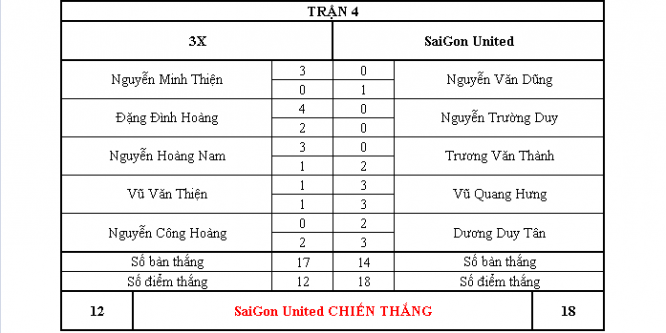 TRẬN 4
3X SaiGon United
Nguyễn Minh Thiện 3 0 Nguyễn Văn Dũng
0 1
Đặng Đình Hoàng 4 0 Nguyễn Trường Duy
2 0
Nguyễn Hoàng Nam 3 0 Trương Văn Thành
1 2
Vũ Văn Thiện 1 3 Vũ Quang Hưng
1 3
Nguyễn Công Hoàng 0 2 Dương Duy Tân
2 3
Số bàn thắng 17 14 Số bàn thắng
Số điểm thắng 12 18 Số điểm thắng
12 SaiGon United CHIẾN THẮNG 18